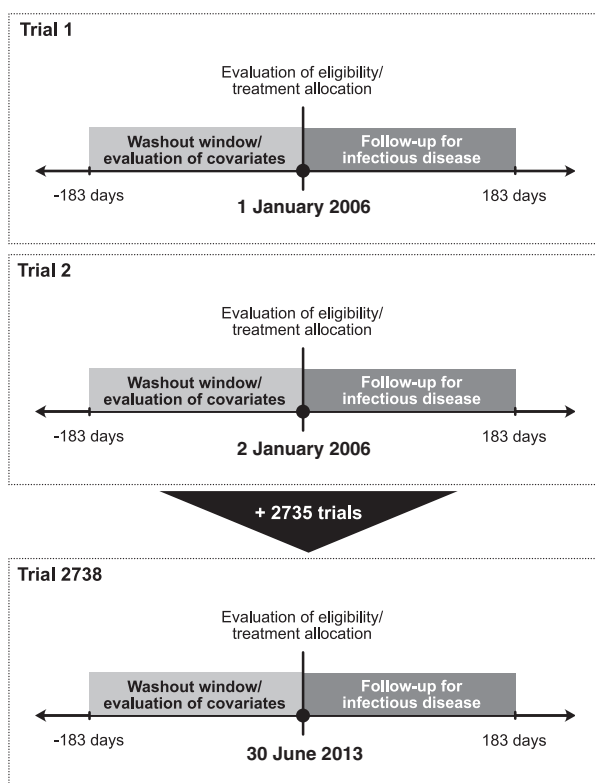 Trial 1
Evaluation of eligibility/
treatment allocation
Washout window/
evaluation of covariates
Follow-up for
infectious disease
-183 days
1 January 2006
183 days
Trial 2
Evaluation of eligibility/
treatment allocation
Washout window/
evaluation of covariates
Follow-up for
infectious disease
-183 days
2 January 2006
183 days
+ 2735 trials
Trial 2738
Evaluation of eligibility/
treatment allocation
Washout window/
evaluation of covariates
Follow-up for
infectious disease
-183 days
30 June 2013
183 days